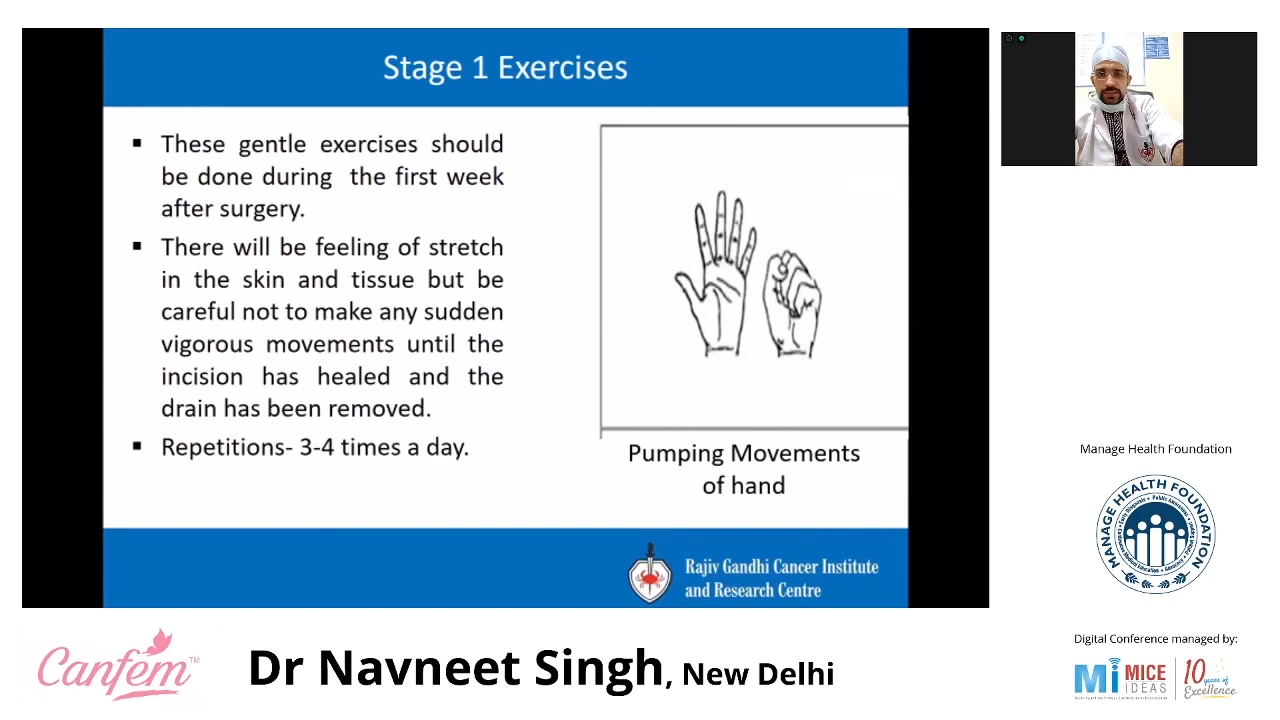 Stage 1 Exercises
▪ These gentle exercises should
be done during the first week
after surgery.
▪ There will be feeling of stretch
in the skin and tissue but be
careful not to make any sudden
vigorous movements until the
incision has healed and the
drain has been removed.
▪ Repetitions- 3-4 times a day.
Pumping Movements
of hand
Rajiv Gandhi Cancer Institute
and Research Centre
Manage Health Foundation
MANAGE HEALTH FOUNDATION
Digital Conference managed by:
Mi MICE
IDEAS
10 years of
Excellence
Canfem™
Dr Navneet Singh, New Delhi